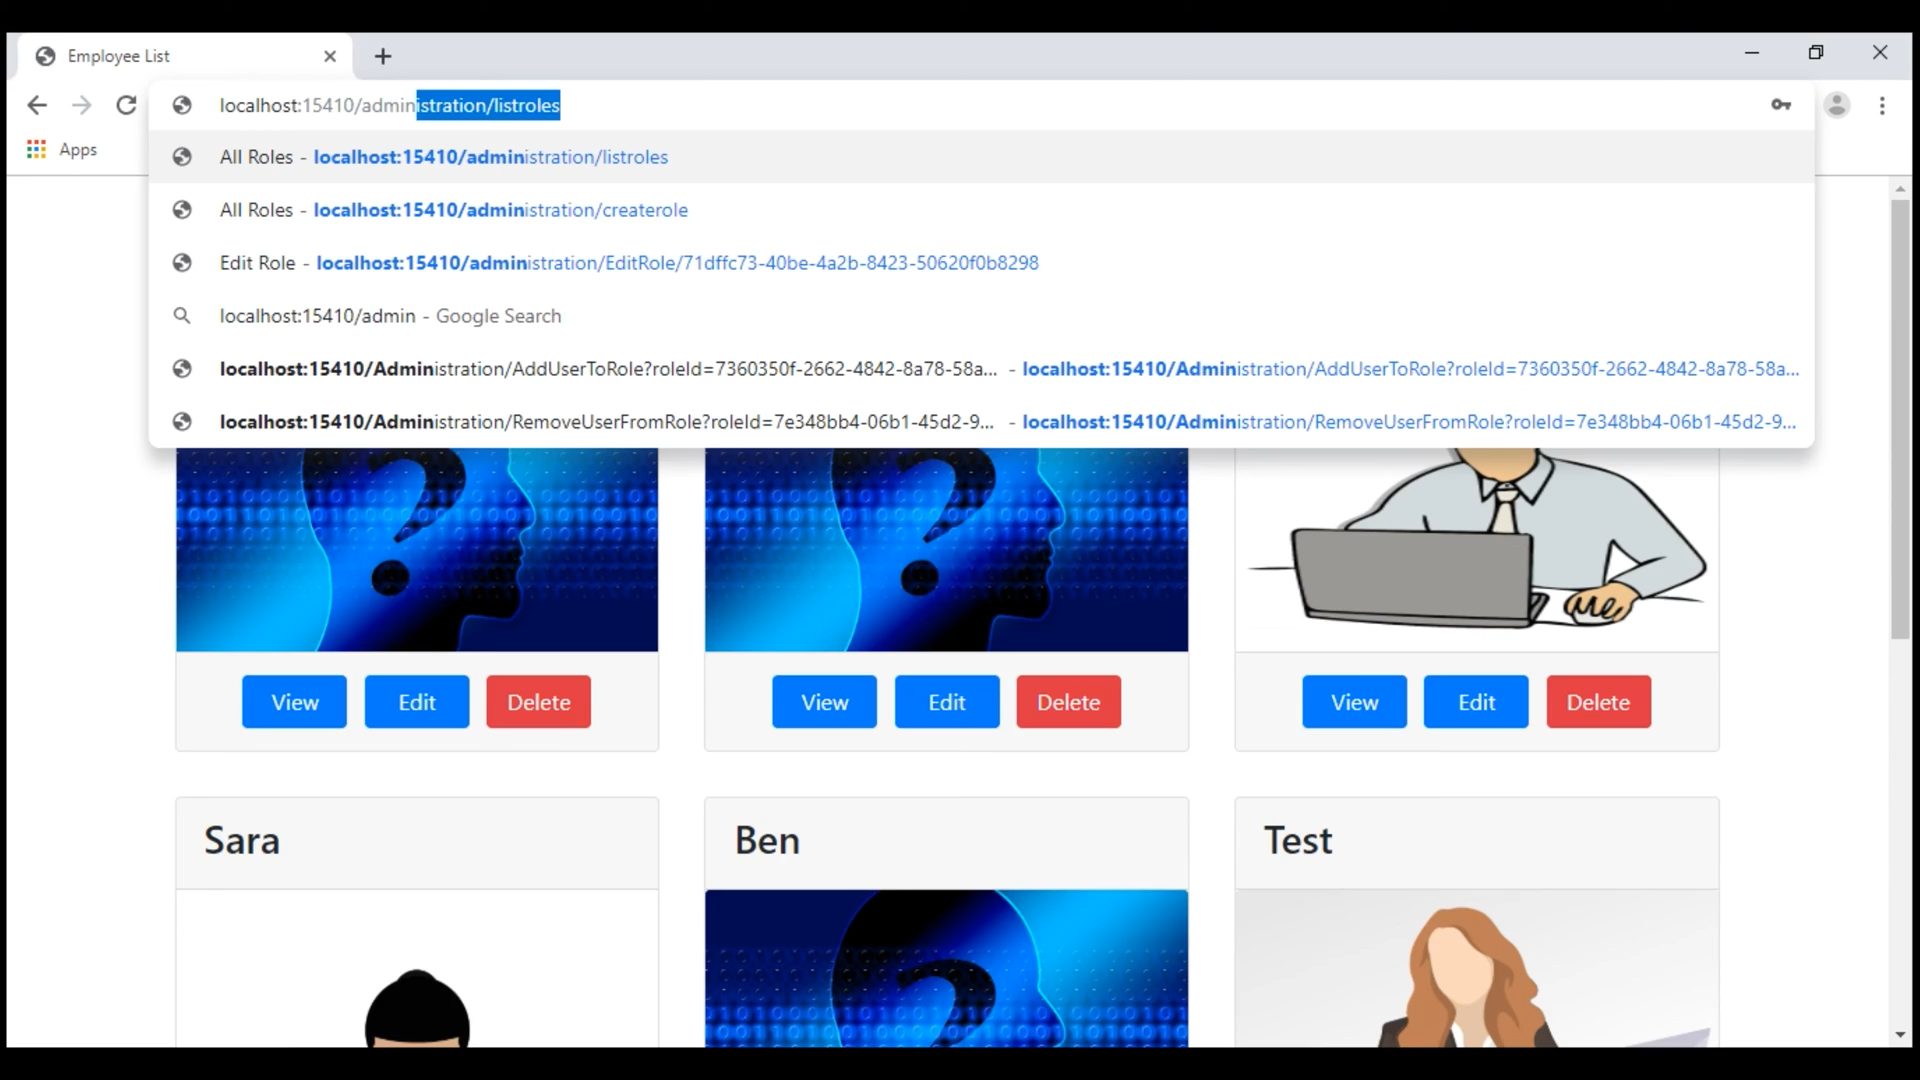 Employee List
localhost:15410/administration/listroles
Apps
All Roles - localhost:15410/administration/listroles
All Roles - localhost:15410/administration/createrole
Edit Role - localhost:15410/administration/EditRole/71dffc73-40be-4a2b-8423-50620f0b8298
localhost:15410/admin - Google Search
localhost:15410/Administration/AddUserToRole?roleId=7360350f-2662-4842-8a78-58a... - localhost:15410/Administration/AddUserToRole?roleId=7360350f-2662-4842-8a78-58a...
localhost:15410/Administration/RemoveUserFromRole?roleId=7e348bb4-06b1-45d2-9... - localhost:15410/Administration/RemoveUserFromRole?roleId=7e348bb4-06b1-45d2-9...
View Edit Delete View Edit Delete View Edit Delete
Sara Ben Test